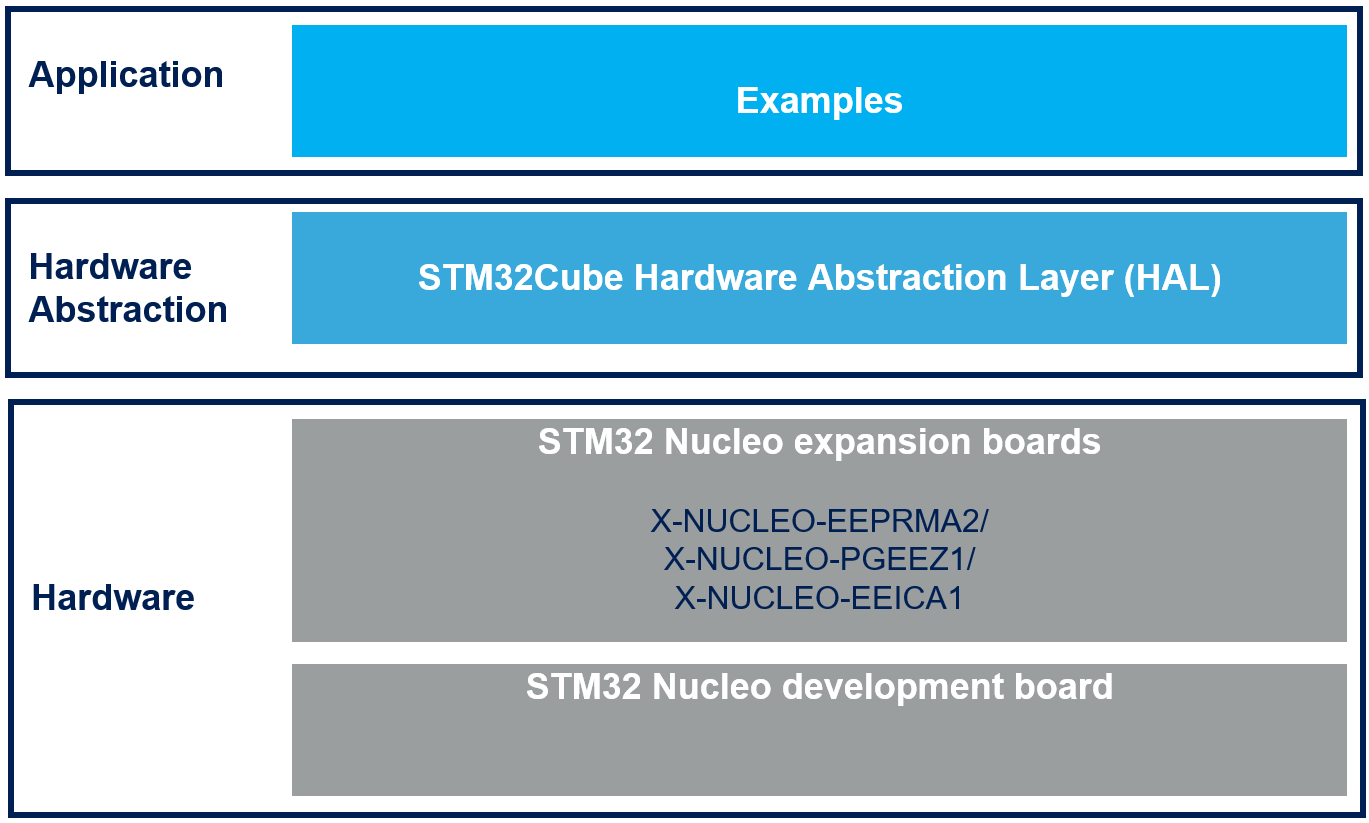 Application
Examples
Hardware
Abstraction
STM32Cube Hardware Abstraction Layer (HAL)
Hardware
STM32 Nucleo expansion boards
X-NUCLEO-EEPRMA2/
X-NUCLEO-PGEEZ1/
X-NUCLEO-EEICA1
STM32 Nucleo development board